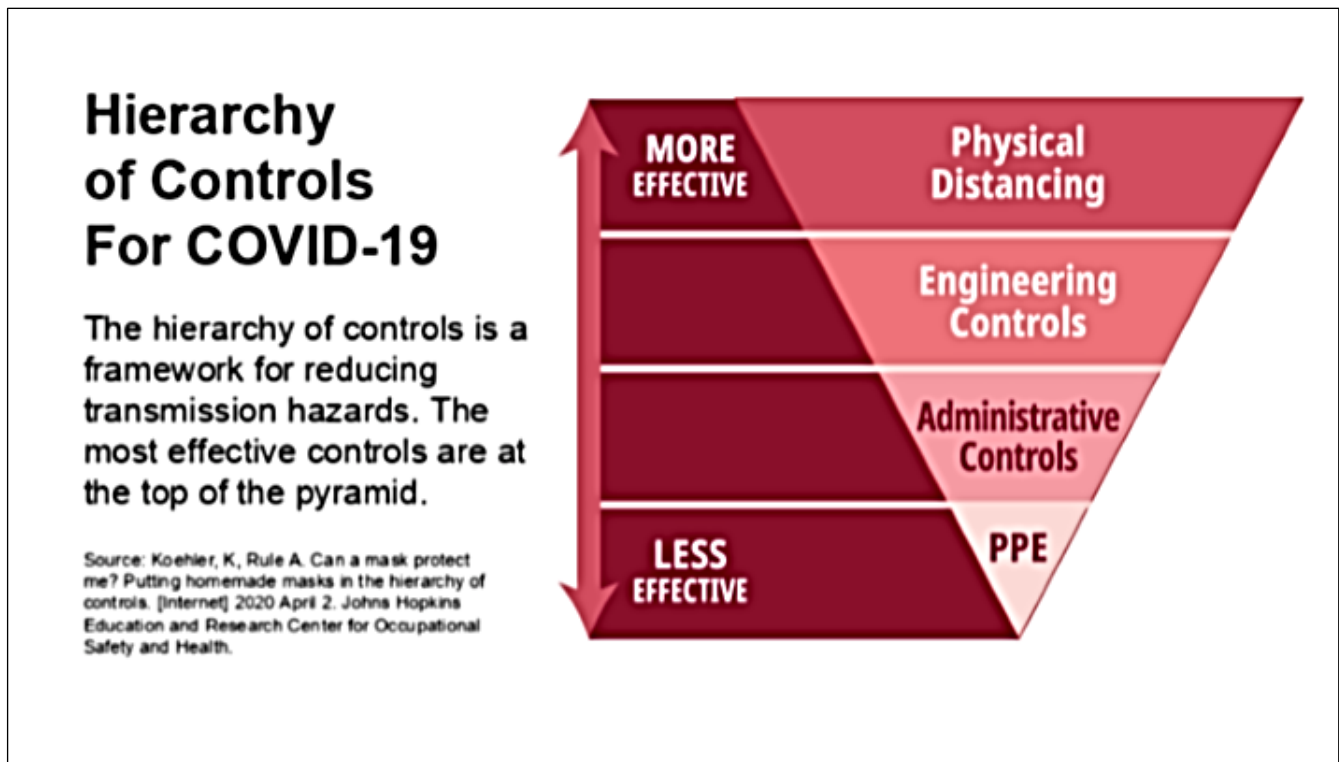 Hierarchy
of Controls
For COVID-19
The hierarchy of controls is a
framework for reducing
transmission hazards. The
most effective controls are at
the top of the pyramid.
Source: Koehler, K, Rule A. Can a mask protect
me? Putting homemade masks in the hierarchy of
controls. [Internet] 2020 April 2. Johns Hopkins
Education and Research Center for Occupational
Safety and Health.
MORE
EFFECTIVE
Physical
Distancing
Engineering
Controls
Administrative
Controls
LESS
EFFECTIVE
PPE